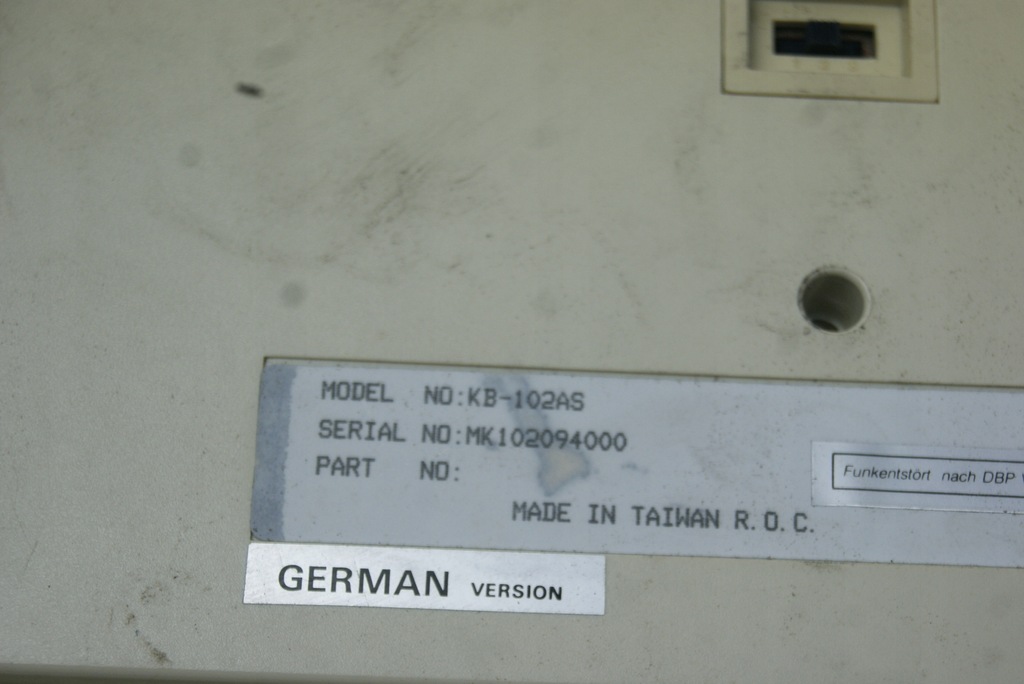 MODEL NO:KB-102AS
SERIAL NO:MK102094000
PART NO:
Funkentstört nach DBP
MADE IN TAIWAN R.O.C.
GERMAN VERSION